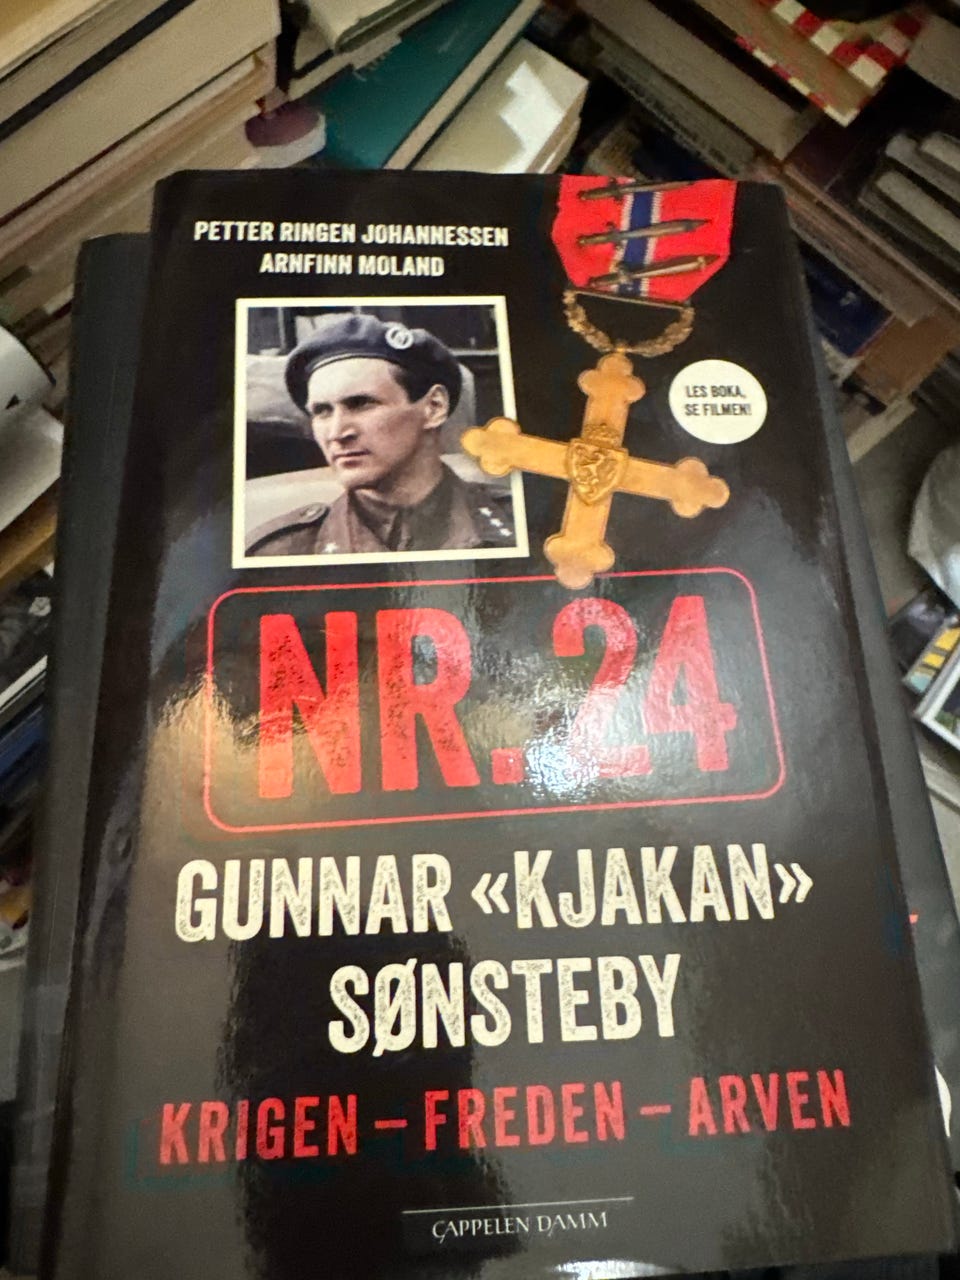 PETTER RINGEN JOHANNESSEN
ARNFINN MOLAND
LES BOKA,
SE FILMEN!
NR. 24
GUNNAR «KJAKAN»
SØNSTEBY
KRIGEN – FREDEN – ARVEN
CAPPELEN DAMM